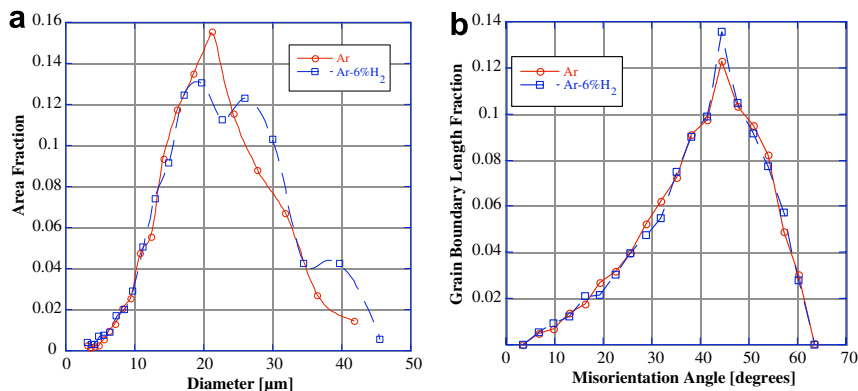 a
0.16
0.14
0.12
0.1
0.08
0.06
0.04
0.02
0
Area Fraction
Ar
Ar-6%H2
0 10 20 30 40 50
Diameter [µm]
b
0.14
0.12
0.1
0.08
0.06
0.04
0.02
Grain Boundary Length Fraction
Ar
Ar-6%H2
0 10 20 30 40 50 60 70
Misorientation Angle [degrees]